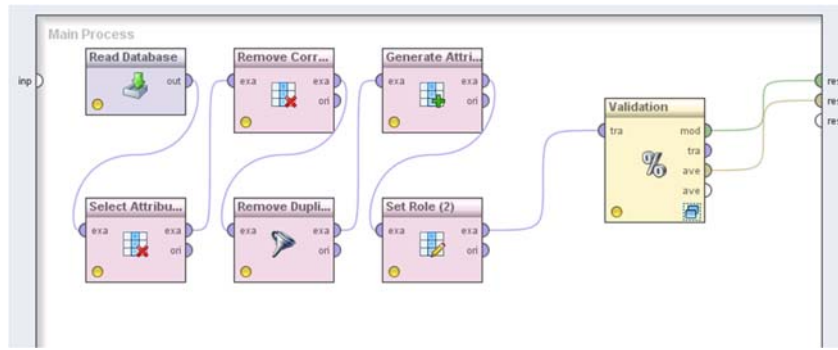 Main Process
Read Database
Remove Corr...
Generate Attri...
inp
out
exa
exa
ori
exa
exa
ori
res
res
res
Validation
tra
mod
tra
ave
ave
Select Attribu...
Remove Dupli...
Set Role (2)
exa
exa
ori
exa
exa
ori
exa
exa
ori